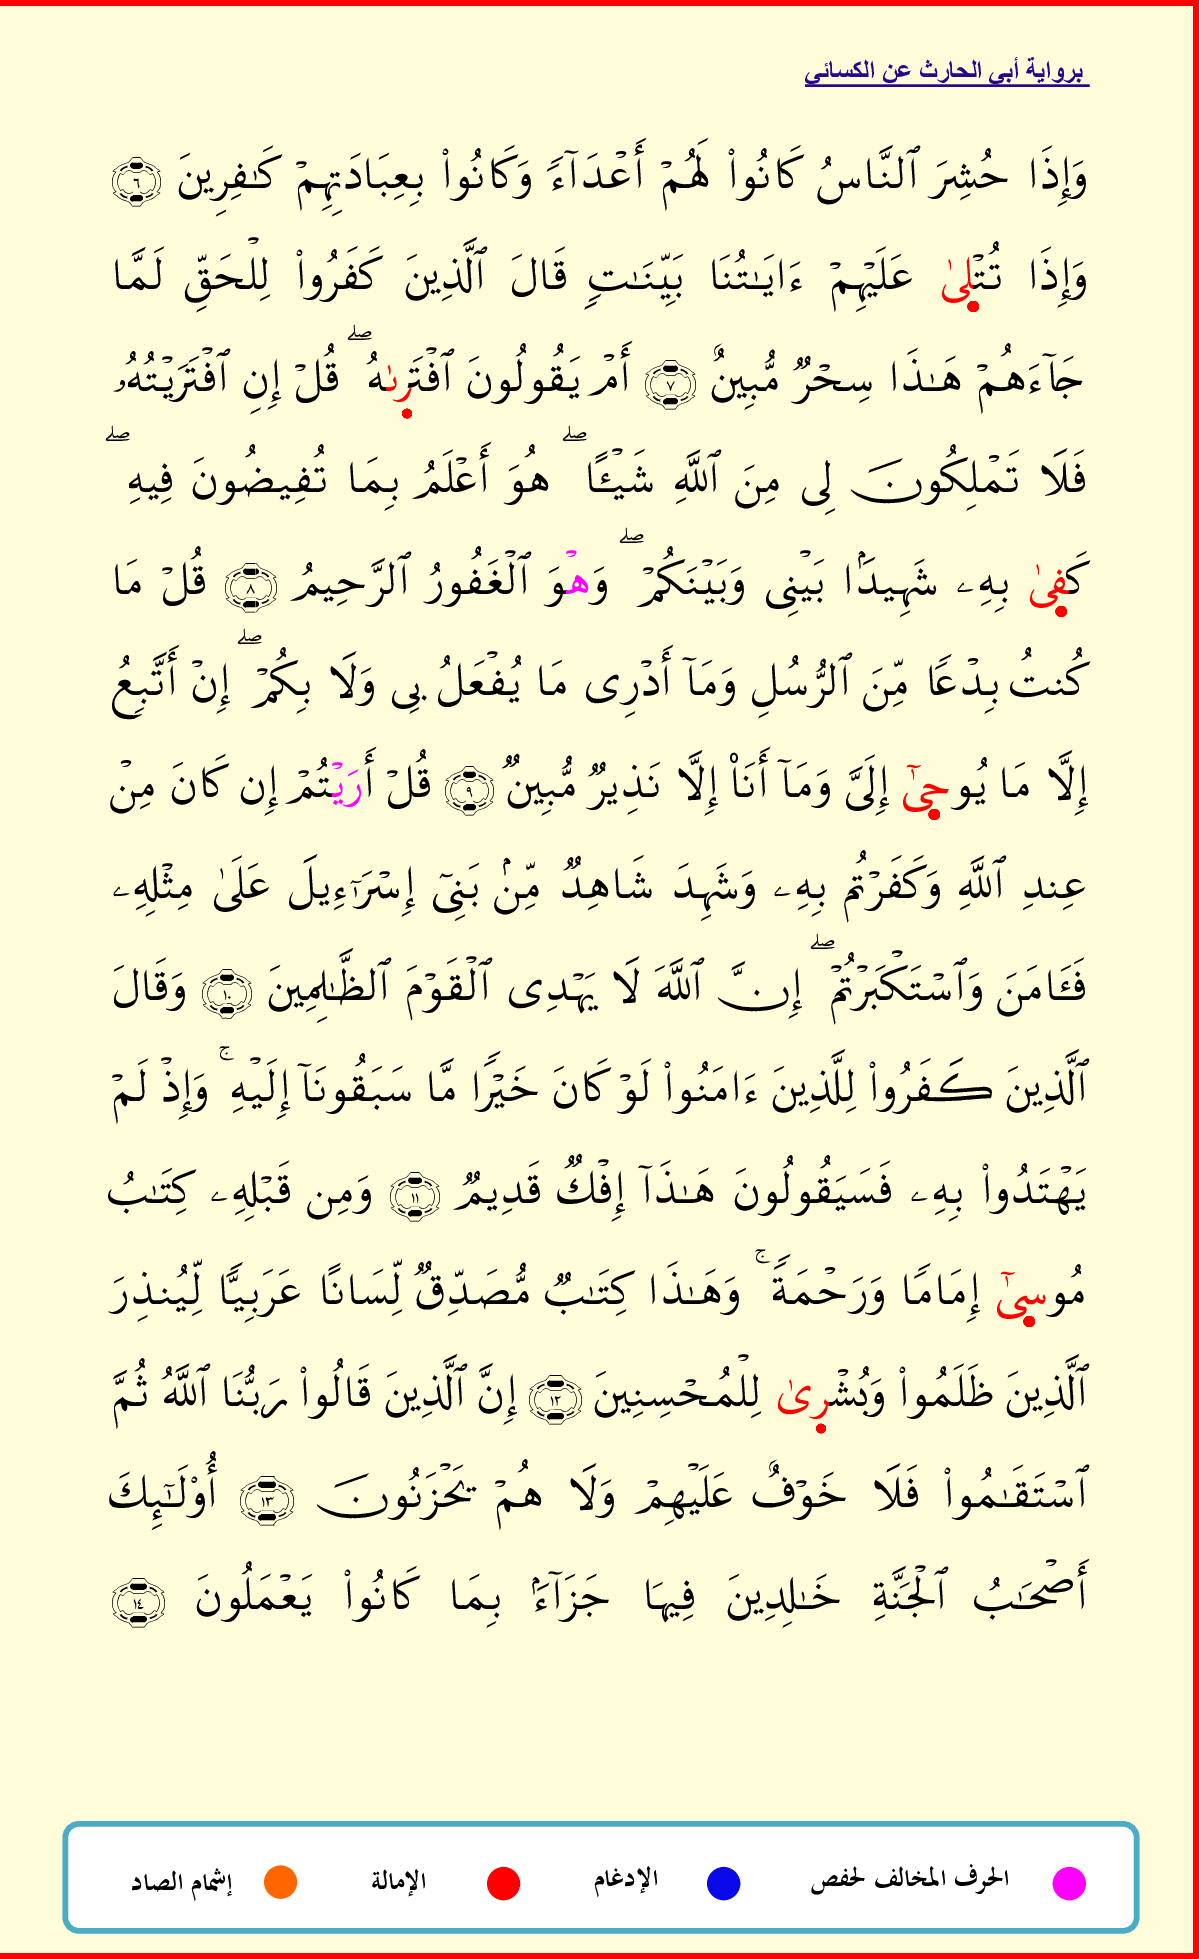 برواية أبي الحارث عن الكسائي
وَإِذَا حُشِرَ ٱلنَّاسُ كَانُواْ لَهُمۡ أَعۡدَآءٗ وَكَانُواْ بِعِبَادَتِهِمۡ كَٰفِرِينَ ٦
وَإِذَا تُتۡلِىٰ عَلَيۡهِمۡ ءَايَٰتُنَا بَيِّنَٰتٖ قَالَ ٱلَّذِينَ كَفَرُواْ لِلۡحَقِّ لَمَّا
جَآءَهُمۡ هَٰذَا سِحۡرٞ مُّبِينٌ ٧ أَمۡ يَقُولُونَ ٱفۡتَرِىٰهُۖ قُلۡ إِنِ ٱفۡتَرَيۡتُهُۥ
فَلَا تَمۡلِكُونَ لِي مِنَ ٱللَّهِ شَيۡـًٔاۖ هُوَ أَعۡلَمُ بِمَا تُفِيضُونَ فِيهِۖ
كَفِىٰ بِهِۦ شَهِيدَۢا بَيۡنِي وَبَيۡنَكُمۡۖ وَهۡوَ ٱلۡغَفُورُ ٱلرَّحِيمُ ٨ قُلۡ مَا
كُنتُ بِدۡعٗا مِّنَ ٱلرُّسُلِ وَمَآ أَدۡرِي مَا يُفۡعَلُ بِي وَلَا بِكُمۡۖ إِنۡ أَتَّبِعُ
إِلَّا مَا يُوحِىٰٓ إِلَيَّ وَمَآ أَنَا۠ إِلَّا نَذِيرٞ مُّبِينٞ ٩ قُلۡ أَرَيۡتُمۡ إِن كَانَ مِنۡ
عِندِ ٱللَّهِ وَكَفَرۡتُم بِهِۦ وَشَهِدَ شَاهِدٞ مِّنۢ بَنِيٓ إِسۡرَٰٓءِيلَ عَلَىٰ مِثۡلِهِۦ
فَـَٔامَنَ وَٱسۡتَكۡبَرۡتُمۡۖ إِنَّ ٱللَّهَ لَا يَهۡدِي ٱلۡقَوۡمَ ٱلظَّٰلِمِينَ ١٠ وَقَالَ
ٱلَّذِينَ كَفَرُواْ لِلَّذِينَ ءَامَنُواْ لَوۡ كَانَ خَيۡرٗا مَّا سَبَقُونَآ إِلَيۡهِۚ وَإِذۡ لَمۡ
يَهۡتَدُواْ بِهِۦ فَسَيَقُولُونَ هَٰذَآ إِفۡكٞ قَدِيمٞ ١١ وَمِن قَبۡلِهِۦ كِتَٰبُ
مُوسِىٰٓ إِمَامٗا وَرَحۡمَةٗۚ وَهَٰذَا كِتَٰبٞ مُّصَدِّقٞ لِّسَانًا عَرَبِيّٗا لِّيُنذِرَ
ٱلَّذِينَ ظَلَمُواْ وَبُشۡرِىٰ لِلۡمُحۡسِنِينَ ١٢ إِنَّ ٱلَّذِينَ قَالُواْ رَبُّنَا ٱللَّهُ ثُمَّ
ٱسۡتَقَٰمُواْ فَلَا خَوۡفٌ عَلَيۡهِمۡ وَلَا هُمۡ يَحۡزَنُونَ ١٣ أُوْلَٰٓئِكَ
أَصۡحَٰبُ ٱلۡجَنَّةِ خَٰلِدِينَ فِيهَا جَزَآءَۢ بِمَا كَانُواْ يَعۡمَلُونَ ١٤
الحرف المخالف لحفص الإدغام الإمالة إشمام الصاد